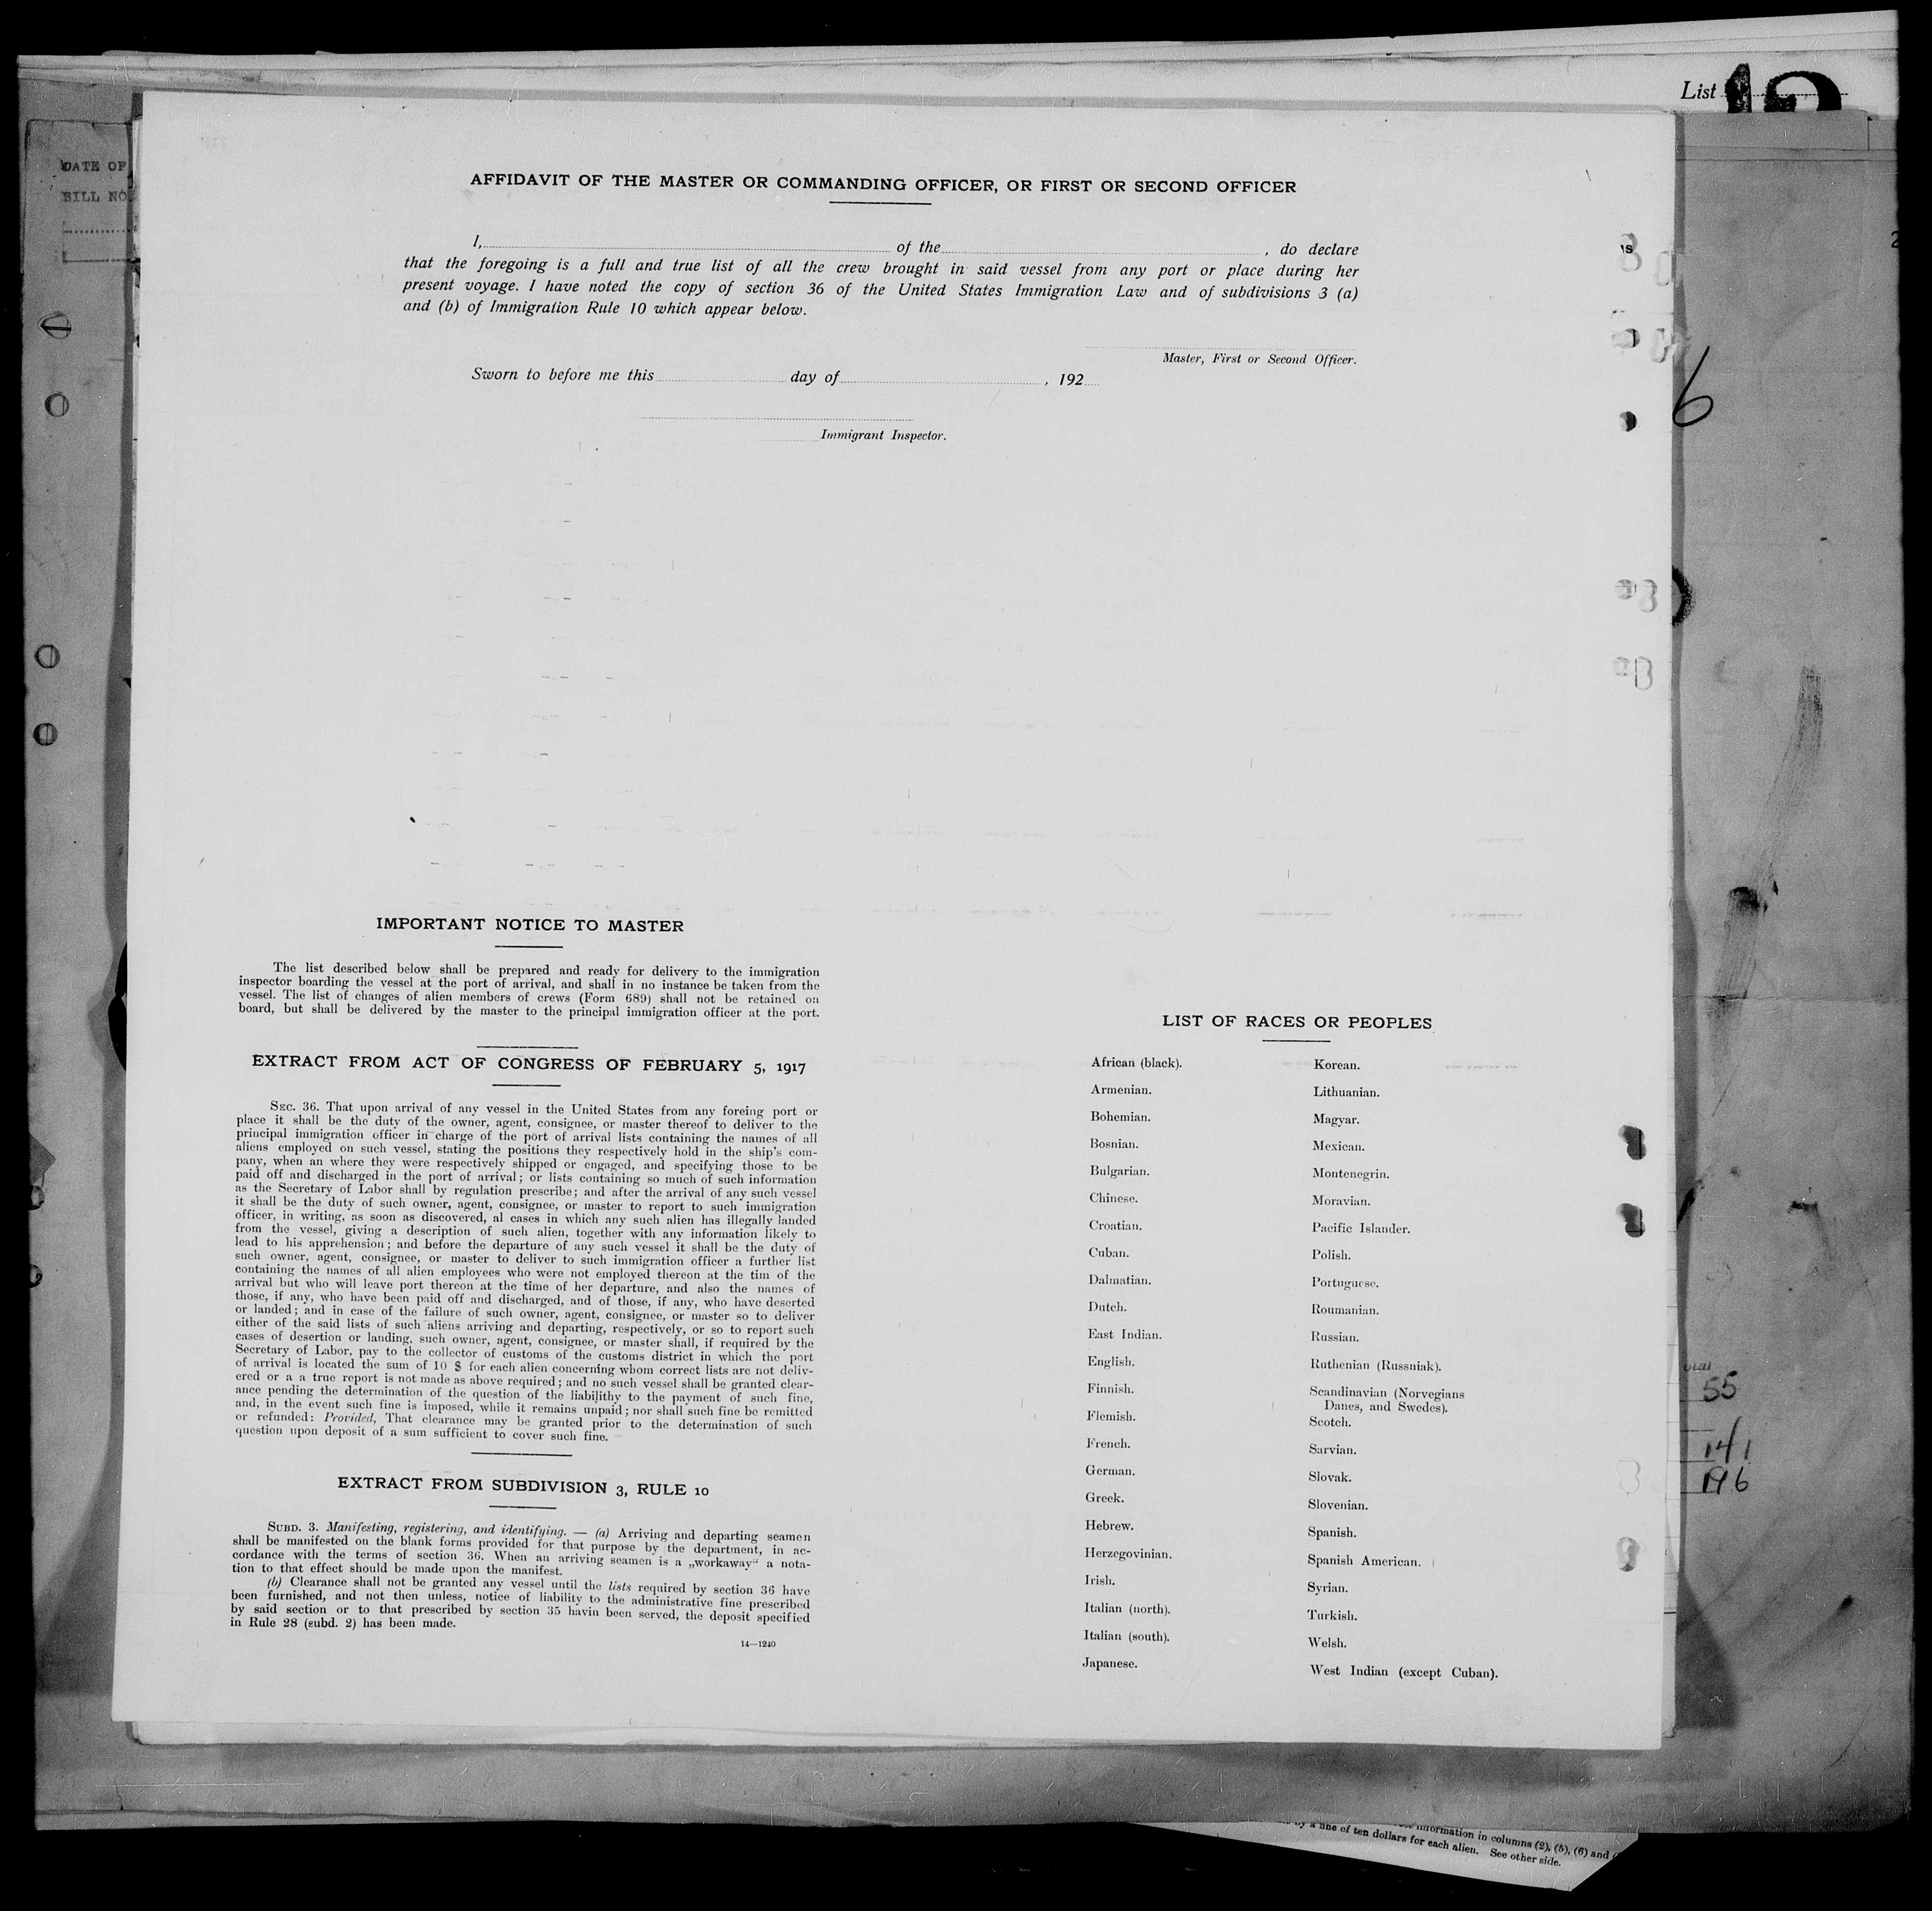 List
DATE OF
BILL NO
AFFIDAVIT OF THE MASTER OR COMMANDING OFFICER, OR FIRST OR SECOND OFFICER
I, of the , do declare
that the foregoing is a full and true list of all the crew brought in said vessel from any port or place during her
present voyage. I have noted the copy of section 36 of the United States Immigration Law and of subdivisions 3 (a)
and (b) of Immigration Rule 10 which appear below.
Master, First or Second Officer.
Sworn to before me this day of , 192
Immigrant Inspector.
6
IMPORTANT NOTICE TO MASTER
The list described below shall be prepared and ready for delivery to the immigration
inspector boarding the vessel at the port of arrival, and shall in no instance be taken from the
vessel. The list of changes of alien members of crews (Form 689) shall not be retained on
board, but shall be delivered by the master to the principal immigration officer at the port.
EXTRACT FROM ACT OF CONGRESS OF FEBRUARY 5, 1917
SEC. 36. That upon arrival of any vessel in the United States from any foreing port or
place it shall be the duty of the owner, agent, consignee, or master thereof to deliver to the
principal immigration officer in charge of the port of arrival lists containing the names of all
aliens employed on such vessel, stating the positions they respectively hold in the ship's com-
pany, when an where they were respectively shipped or engaged, and specifying those to be
paid off and discharged in the port of arrival; or lists containing so much of such information
as the Secretary of Labor shall by regulation prescribe; and after the arrival of any such vessel
it shall be the duty of such owner, agent, consignee, or master to report to such immigration
officer, in writing, as soon as discovered, al cases in which any such alien has illegally landed
from the vessel, giving a description of such alien, together with any information likely to
lead to his apprehension; and before the departure of any such vessel it shall be the duty of
such owner, agent, consignee, or master to deliver to such immigration officer a further list
containing the names of all alien employees who were not employed thereon at the tim of the
arrival but who will leave port thereon at the time of her departure, and also the names of
those, if any, who have been paid off and discharged, and of those, if any, who have deserted
or landed; and in case of the failure of such owner, agent, consignee, or master so to deliver
either of the said lists of such aliens arriving and departing, respectively, or so to report such
cases of desertion or landing, such owner, agent, consignee, or master shall, if required by the
Secretary of Labor, pay to the collector of customs of the customs district in which the port
of arrival is located the sum of 10 $ for each alien concerning whom correct lists are not deliv-
ered or a a true report is not made as above required; and no such vessel shall be granted clear-
ance pending the determination of the question of the liabilithy to the payment of such fine,
and, in the event such fine is imposed, while it remains unpaid; nor shall such fine be remitted
or refunded: Provided, That clearance may be granted prior to the determination of such
question upon deposit of a sum sufficient to cover such fine.
EXTRACT FROM SUBDIVISION 3, RULE 10
SUBD. 3. Manifesting, registering, and identifying. — (a) Arriving and departing seamen
shall be manifested on the blank forms provided for that purpose by the department, in ac-
cordance with the terms of section 36. When an arriving seamen is a „workaway“ a nota-
tion to that effect should be made upon the manifest.
(b) Clearance shall not be granted any vessel until the lists required by section 36 have
been furnished, and not then unless, notice of liability to the administrative fine prescribed
by said section or to that prescribed by section 35 havin been served, the deposit specified
in Rule 28 (subd. 2) has been made.
14—1240
LIST OF RACES OR PEOPLES
African (black).
Armenian.
Bohemian.
Bosnian.
Bulgarian.
Chinese.
Croatian.
Cuban.
Dalmatian.
Dutch.
East Indian.
English.
Finnish.
Flemish.
French.
German.
Greek.
Hebrew.
Herzegovinian.
Irish.
Italian (north).
Italian (south).
Japanese.
Korean.
Lithuanian.
Magyar.
Mexican.
Montenegrin.
Moravian.
Pacific Islander.
Polish.
Portuguese.
Roumanian.
Russian.
Ruthenian (Russniak).
Scandinavian (Norvegians
Danes, and Swedes).
Scotch.
Sarvian.
Slovak.
Slovenian.
Spanish.
Spanish American.
Syrian.
Turkish.
Welsh.
West Indian (except Cuban).
55
141
196
information in columns (2), (5), (6) and
by a fine of ten dollars for each alien. See other side.